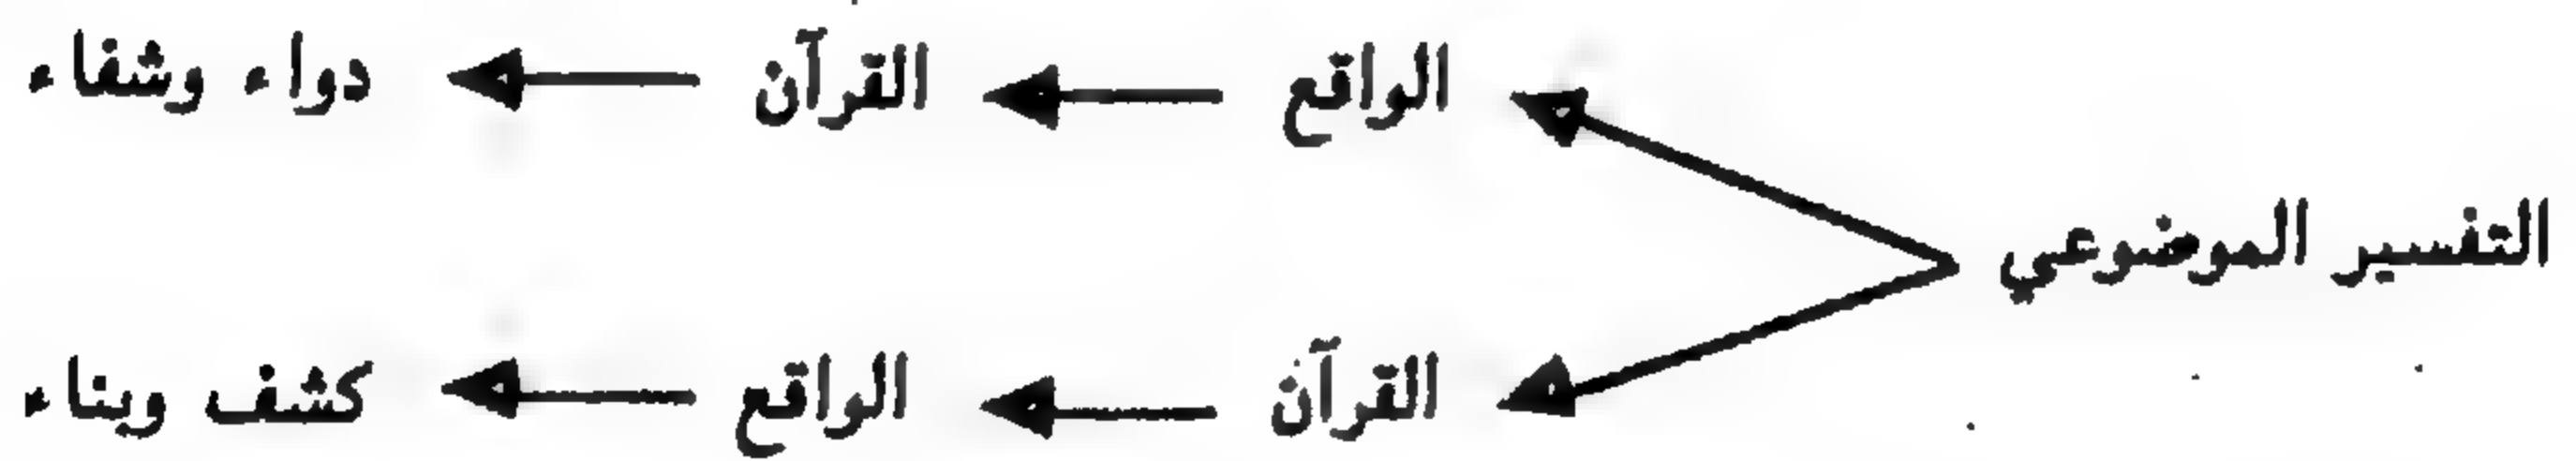 الواقع القرآن دواء وشفاء
التفسير الموضوعي
القرآن الواقع كشف وبناء